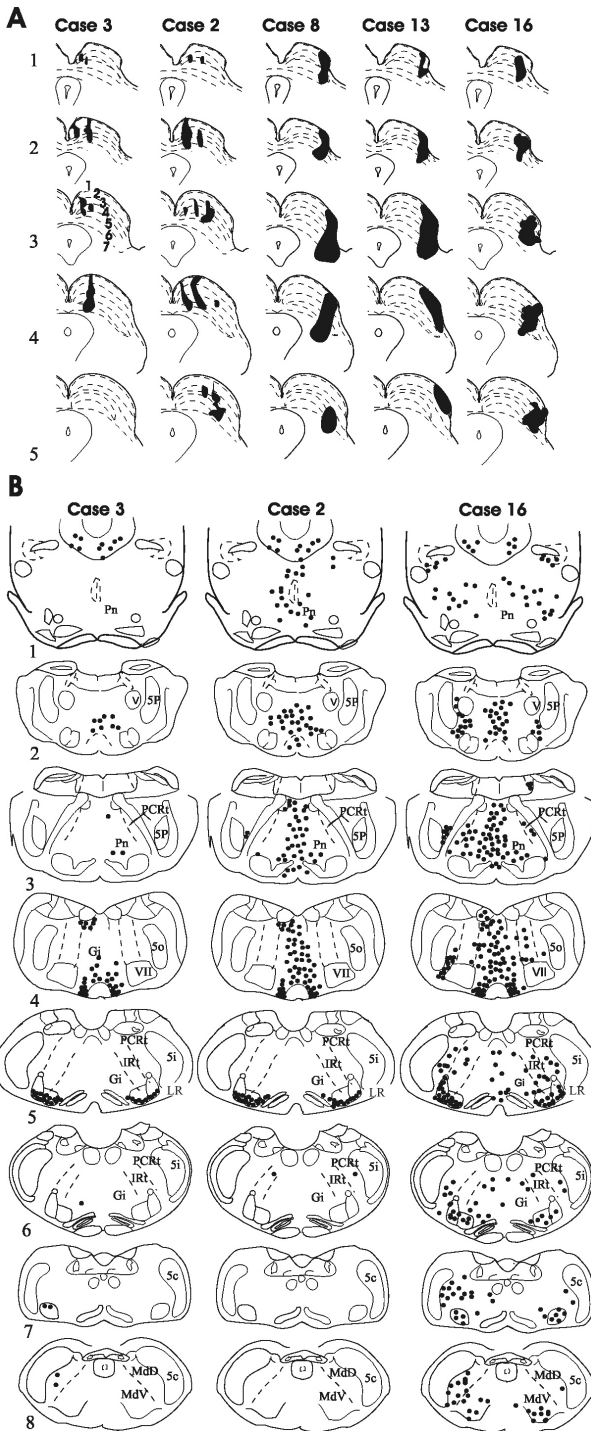 A
Case 3 Case 2 Case 8 Case 13 Case 16
1
2
1 2 3 4 5 6 7
3
4
5
B
Case 3 Case 2 Case 16
Pn Pn Pn
1
V 5P V 5P V 5P
2
PCRt PCRt PCRt
Pn 5P Pn 5P Pn 5P
3
Gi 5o 5o 5o
VII VII VII
4
PCRt PCRt PCRt
IRt 5i IRt 5i IRt 5i
Gi LR Gi LR Gi LR
5
PCRt 5i PCRt 5i PCRt 5i
IRt IRt IRt
Gi Gi Gi
6
5c 5c 5c
7
MdD 5c MdD 5c MdD 5c
MdV MdV MdV
8